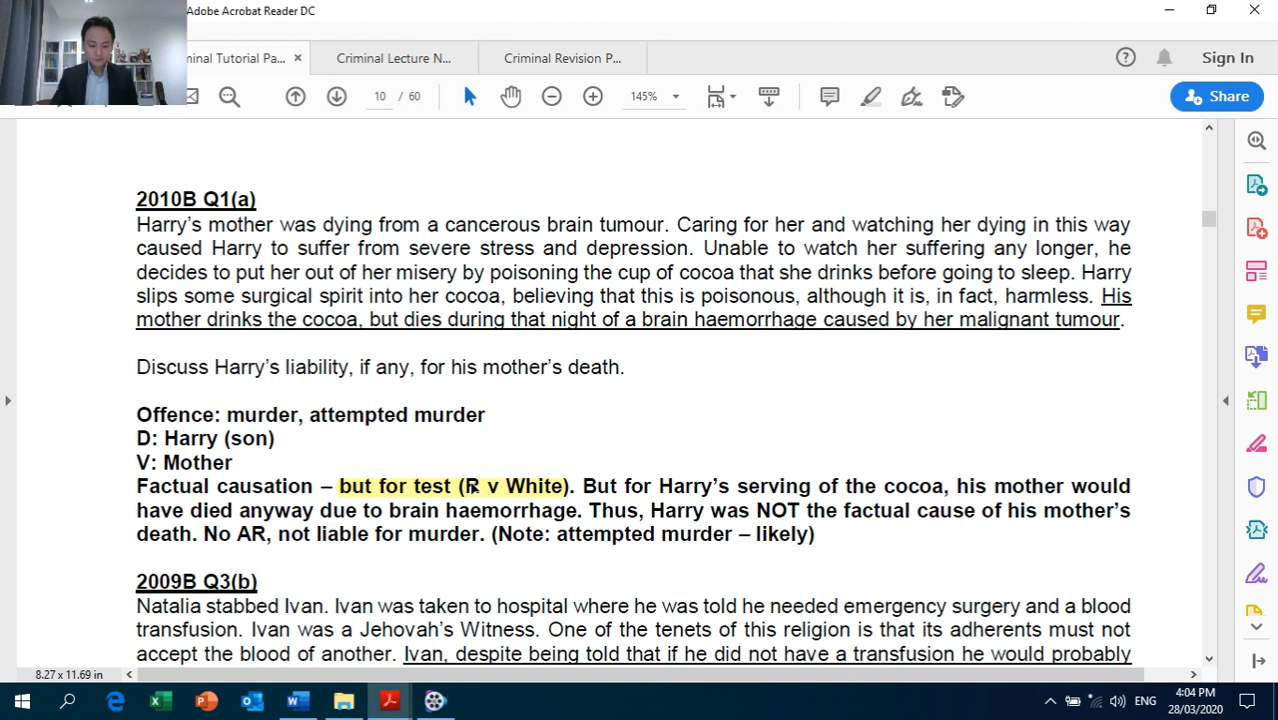 Adobe Acrobat Reader DC
minal Tutorial Pa... ×
Criminal Lecture N...
Criminal Revision P...
Sign In
10 / 60
145%
Share
2010B Q1(a)
Harry's mother was dying from a cancerous brain tumour. Caring for her and watching her dying in this way
caused Harry to suffer from severe stress and depression. Unable to watch her suffering any longer, he
decides to put her out of her misery by poisoning the cup of cocoa that she drinks before going to sleep. Harry
slips some surgical spirit into her cocoa, believing that this is poisonous, although it is, in fact, harmless. His
mother drinks the cocoa, but dies during that night of a brain haemorrhage caused by her malignant tumour.
Discuss Harry's liability, if any, for his mother's death.
Offence: murder, attempted murder
D: Harry (son)
V: Mother
Factual causation – but for test (R v White). But for Harry's serving of the cocoa, his mother would
have died anyway due to brain haemorrhage. Thus, Harry was NOT the factual cause of his mother's
death. No AR, not liable for murder. (Note: attempted murder – likely)
2009B Q3(b)
Natalia stabbed Ivan. Ivan was taken to hospital where he was told he needed emergency surgery and a blood
transfusion. Ivan was a Jehovah's Witness. One of the tenets of this religion is that its adherents must not
accept the blood of another. Ivan, despite being told that if he did not have a transfusion he would probably
8.27 x 11.69 in
ENG
4:04 PM
28/03/2020